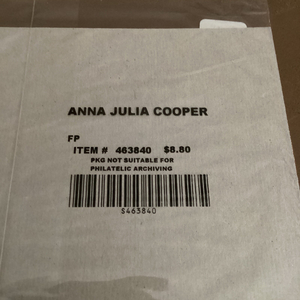 ANNA JULIA COOPER
FP
ITEM # 463840 $8.80
PKG NOT SUITABLE FOR
PHILATELIC ARCHIVING
S463840